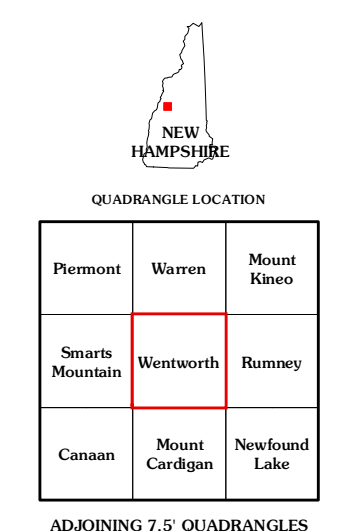 NEW
HAMPSHIRE
QUADRANGLE LOCATION
Piermont
Warren
Mount
Kineo
Smarts
Mountain
Wentworth
Rumney
Canaan
Mount
Cardigan
Newfound
Lake
ADJOINING 7.5' QUADRANGLES